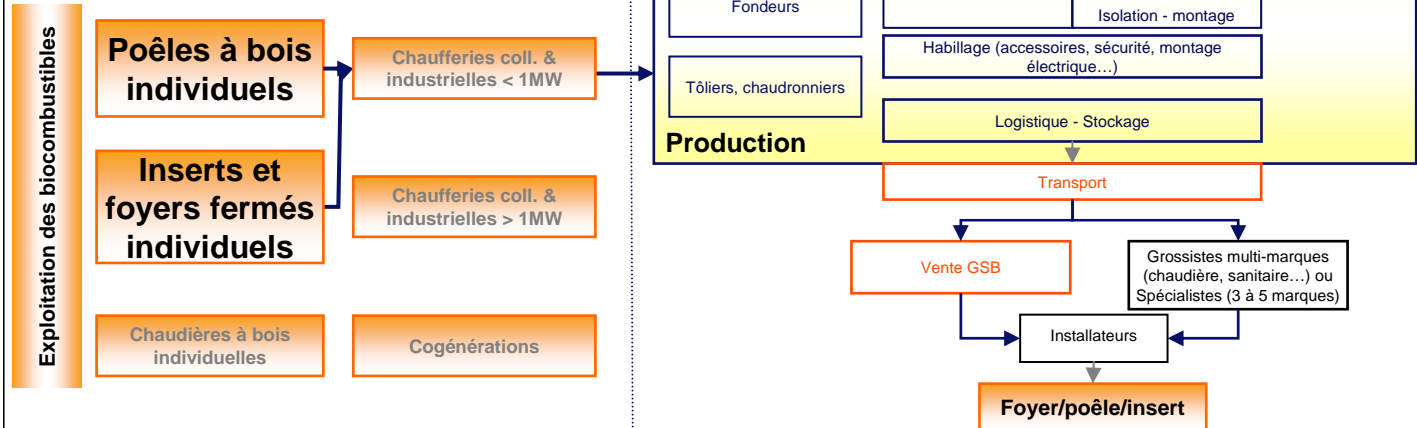 Exploitation des biocombustibles
Poêles à bois
individuels
Chaufferies coll. &
industrielles < 1MW
Inserts et
foyers fermés
individuels
Chaufferies coll. &
industrielles > 1MW
Chaudières à bois
individuelles
Cogénérations
Fondeurs
Isolation - montage
Habillage (accessoires, sécurité, montage
électrique…)
Tôliers, chaudronniers
Logistique - Stockage
Production
Transport
Vente GSB
Grossistes multi-marques
(chaudière, sanitaire…) ou
Spécialistes (3 à 5 marques)
Installateurs
Foyer/poêle/insert